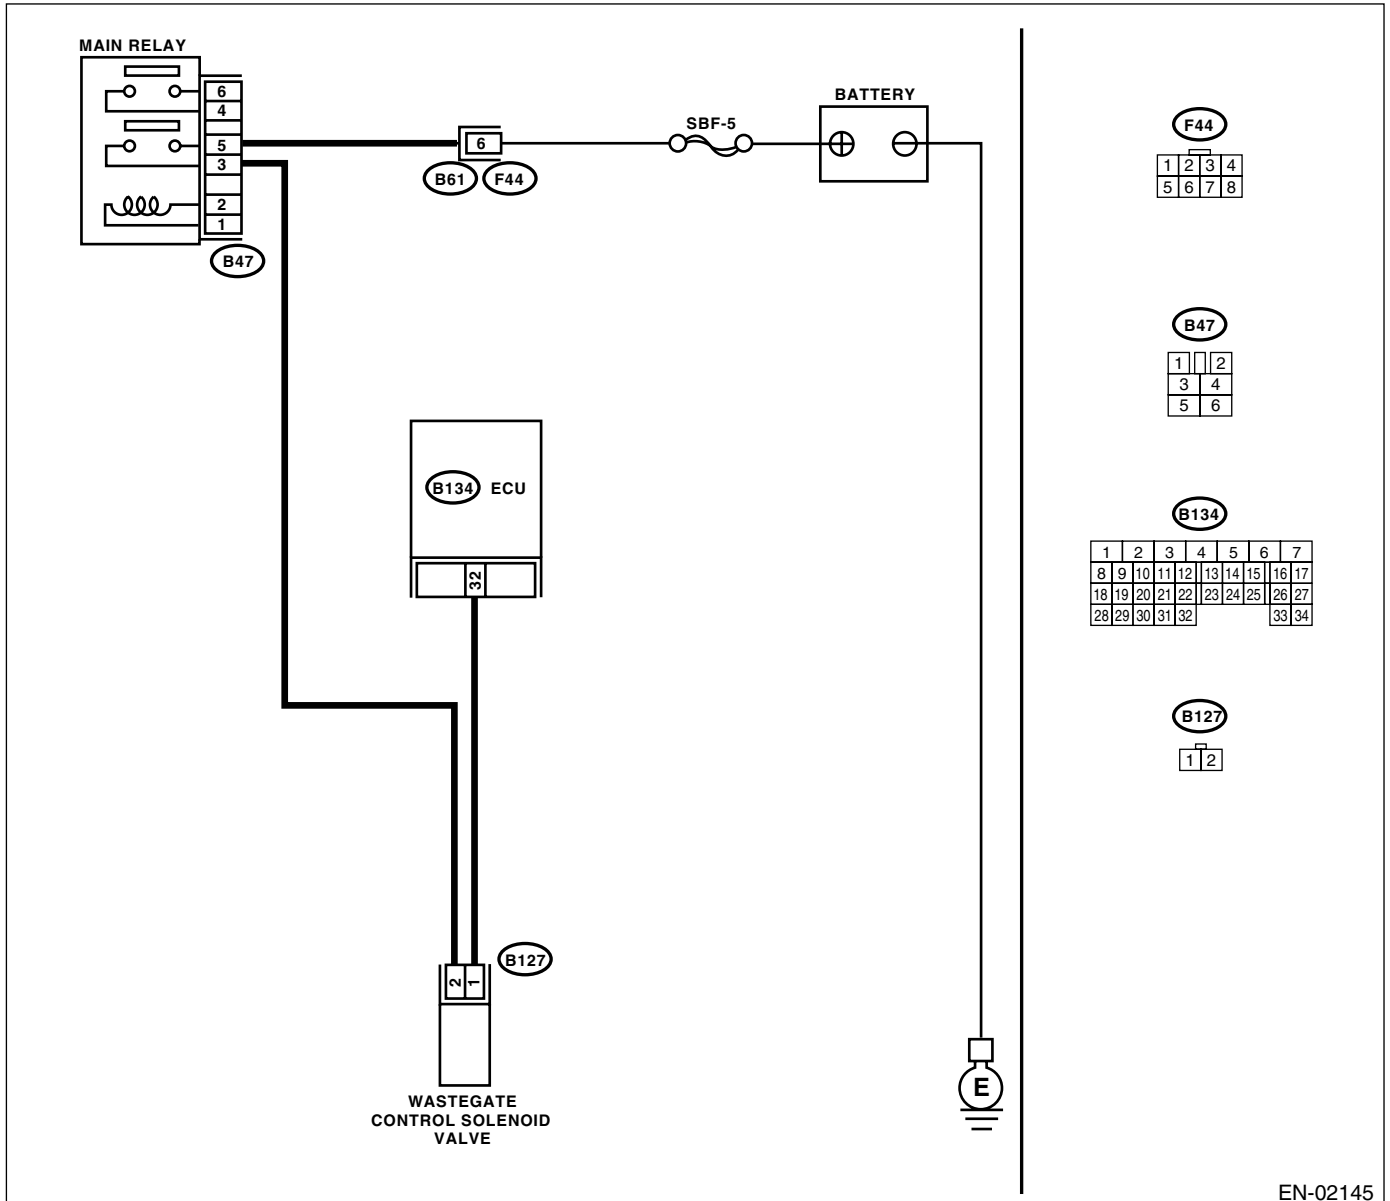 MAIN RELAY
6
4
5
3
2
1
B47
6
B61 F44
SBF-5
BATTERY
B134 ECU
32
B127
2 1
WASTEGATE
CONTROL SOLENOID
VALVE
E
F44
1 2 3 4
5 6 7 8
B47
1 2
3 4
5 6
B134
1 2 3 4 5 6 7
8 9 10 11 12 13 14 15 16 17
18 19 20 21 22 23 24 25 26 27
28 29 30 31 32 33 34
B127
1 2
EN-02145